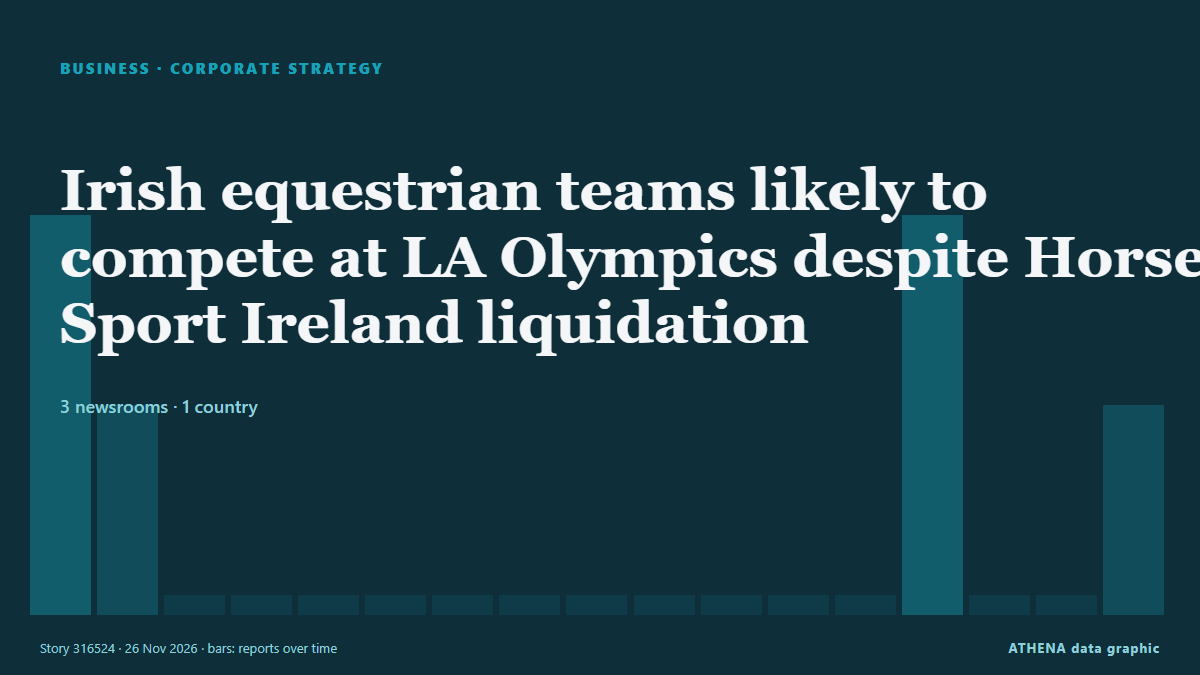 BUSINESS · CORPORATE STRATEGY
Irish equestrian teams likely to
compete at LA Olympics despite Horse
Sport Ireland liquidation
3 newsrooms · 1 country
Story 316524 · 26 Nov 2026 · bars: reports over time
ATHENA data graphic